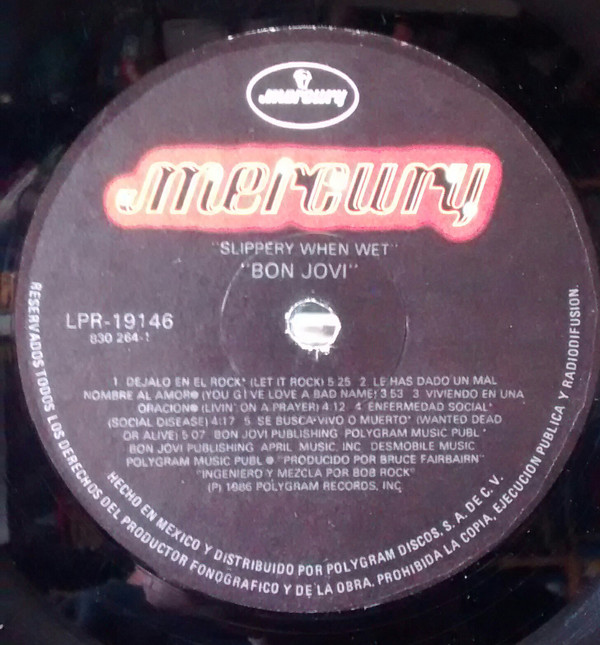 mercury
mercury
"SLIPPERY WHEN WET"
"BON JOVI"
LPR-19146
830 264-1
1 DEJALO EN EL ROCK* (LET IT ROCK) 5 25 2 LE HAS DADO UN MAL
NOMBRE AL AMOR● (YOU GIVE LOVE A BAD NAME) 3 53 3 VIVIENDO EN UNA
ORACION● (LIVIN' ON A PRAYER) 4 12 4 ENFERMEDAD SOCIAL*
(SOCIAL DISEASE) 4 17 5 SE BUSCA•VIVO O MUERTO* (WANTED DEAD
OR ALIVE) 5 07 BON JOVI PUBLISHING POLYGRAM MUSIC PUBL *
BON JOVI PUBLISHING APRIL MUSIC, INC DESMOBILE MUSIC
POLYGRAM MUSIC PUBL ● "PRODUCIDO POR BRUCE FAIRBAIRN"
"INGENIERO Y MEZCLA POR BOB ROCK"
(P) 1986 POLYGRAM RECORDS, INC
RESERVADOS TODOS LOS DERECHOS DEL PRODUCTOR FONOGRAFICO Y DE LA OBRA. PROHIBIDA LA COPIA, EJECUCION PUBLICA Y RADIODIFUSION.
HECHO EN MEXICO Y DISTRIBUIDO POR POLYGRAM DISCOS, S.A. DE C.V.